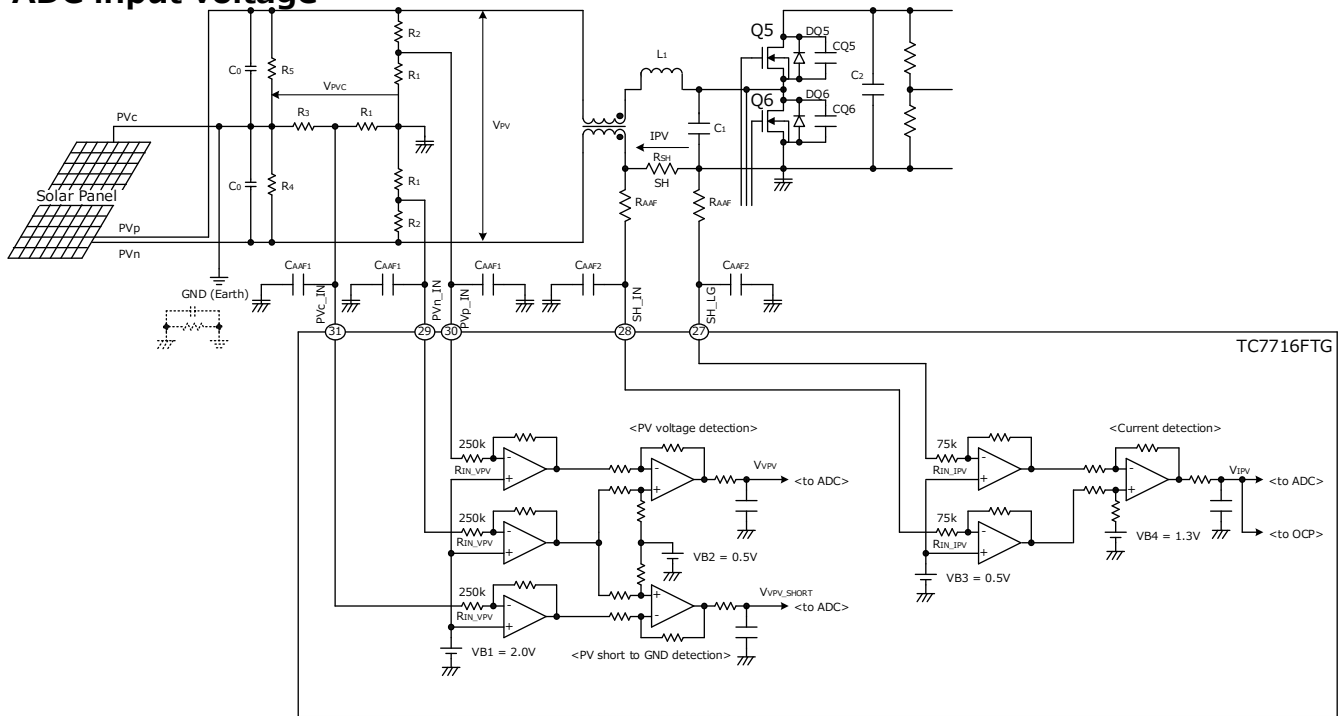 ADC input voltage
Q5
DQ5
CQ5
R2
L1
C0
R5
R1
C2
VPVC
Q6
DQ6
CQ6
PVc
R3
R1
VPV
IPV
C1
RSH
SH
C0
R4
R1
RAAF
RAAF
Solar Panel
R2
PVp
PVn
CAAF1
CAAF1
CAAF1
CAAF2
CAAF2
GND (Earth)
PVc_IN
PVn_IN
PVp_IN
SH_IN
SH_LG
31
29
30
28
27
TC7716FTG
<PV voltage detection>
<Current detection>
250k
RIN_VPV
-
+
-
+
VVPV
<to ADC>
75k
RIN_IPV
-
+
-
+
VIPV
<to ADC>
250k
RIN_VPV
-
+
75k
RIN_IPV
-
+
<to OCP>
VB4 = 1.3V
VB2 = 0.5V
VB3 = 0.5V
250k
RIN_VPV
-
+
+
-
VVPV_SHORT
<to ADC>
VB1 = 2.0V
<PV short to GND detection>